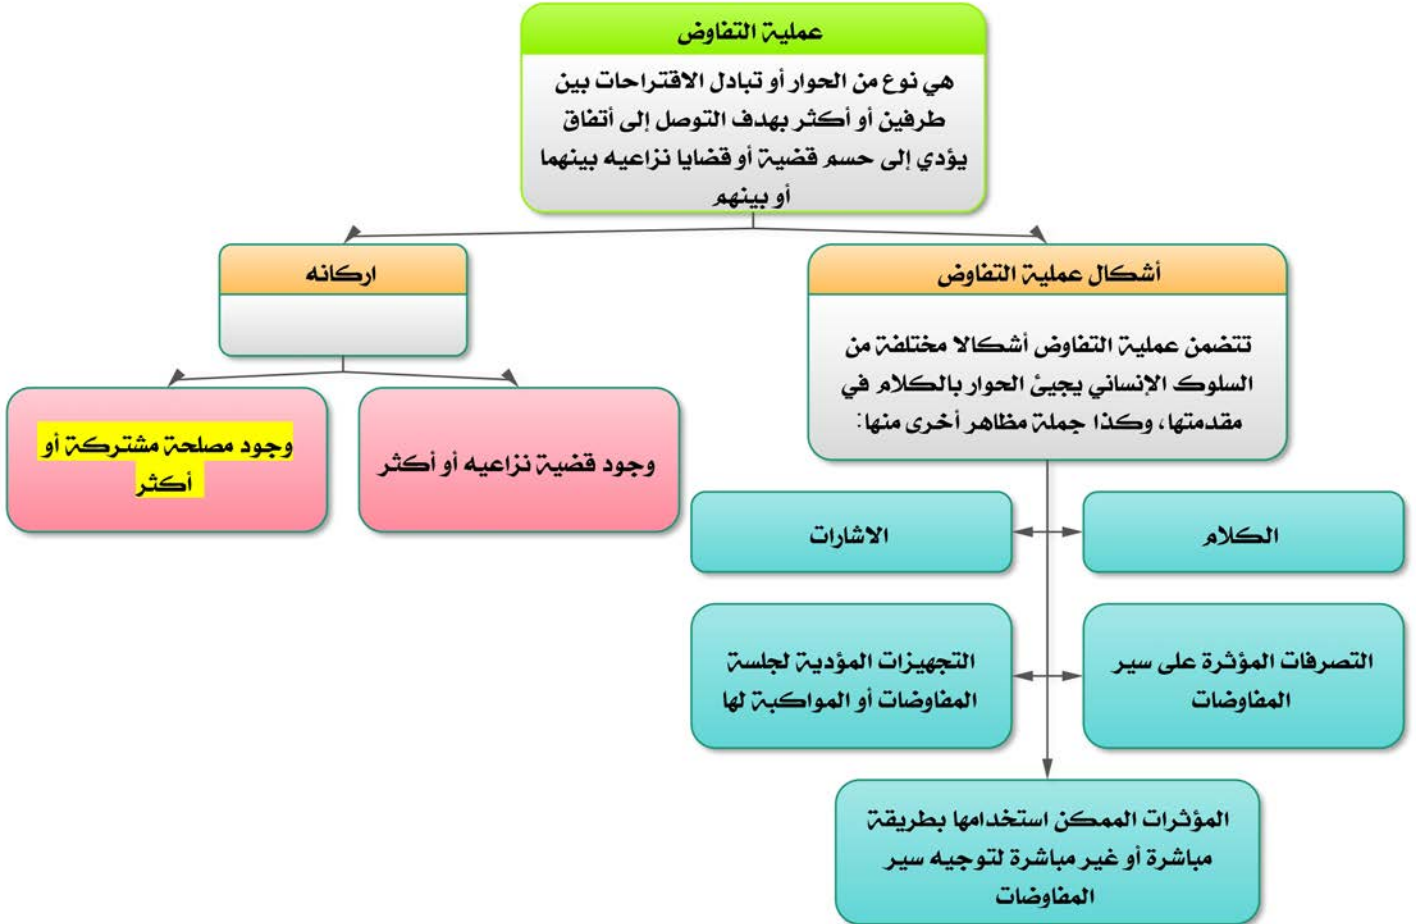 عملية التفاوض
هي نوع من الحوار أو تبادل الاقتراحات بين
طرفين أو أكثر بهدف التوصل إلى أتفاق
يؤدي إلى حسم قضية أو قضايا نزاعيه بينهما
أو بينهم
أشكال عملية التفاوض
تتضمن عملية التفاوض أشكالا مختلفة من
السلوك الإنساني يجيئ الحوار بالكلام في
مقدمتها، وكذا جملة مظاهر أخرى منها:
الكلام
الاشارات
التصرفات المؤثرة على سير
المفاوضات
التجهيزات المؤدية لجلسة
المفاوضات أو المواكبة لها
المؤثرات الممكن استخدامها بطريقة
مباشرة أو غير مباشرة لتوجيه سير
المفاوضات
اركانه
وجود قضية نزاعيه أو أكثر
وجود مصلحة مشتركة أو
أكثر